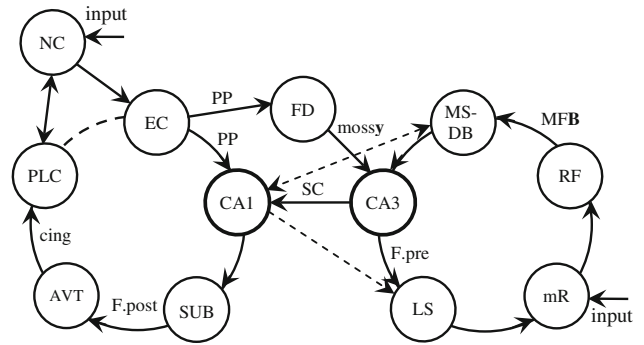 input
NC
PP
FD
MS-
DB
MFB
EC
PP
mossy
PLC
SC
RF
CA1
CA3
cing
F.pre
AVT
F.post
SUB
LS
mR
input